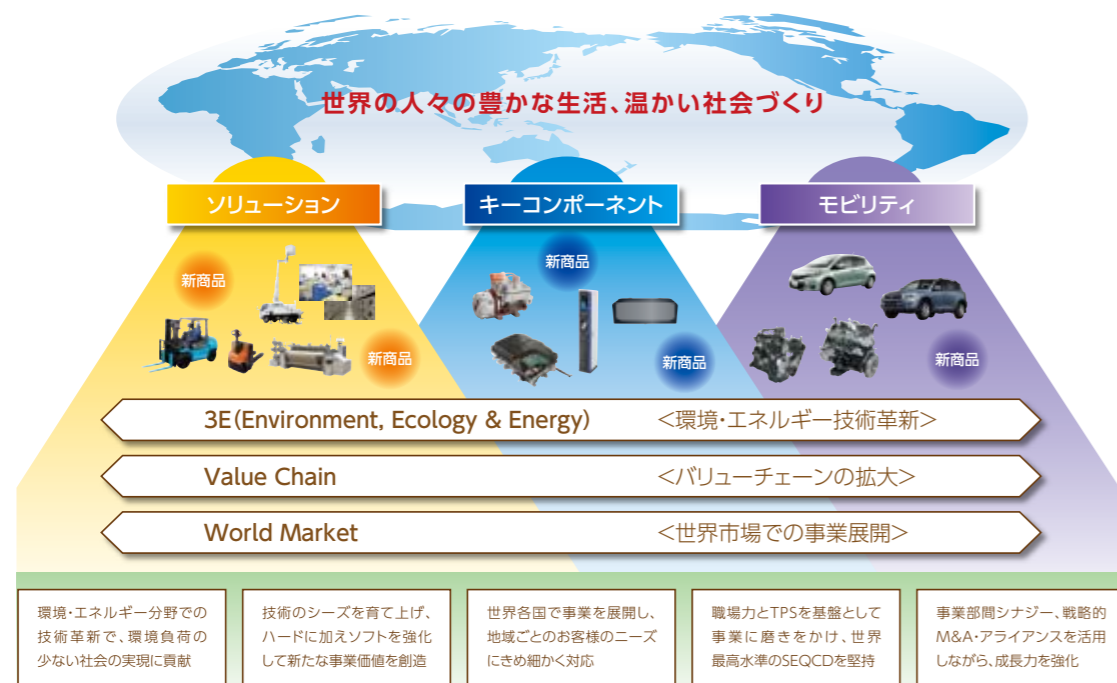 世界の人々の豊かな生活、温かい社会づくり
ソリューション
キーコンポーネント
モビリティ
新商品
新商品
新商品
新商品
新商品
3E(Environment, Ecology & Energy) <環境・エネルギー技術革新>
Value Chain <バリューチェーンの拡大>
World Market <世界市場での事業展開>
環境・エネルギー分野での
技術革新で、環境負荷の
少ない社会の実現に貢献
技術のシーズを育て上げ、
ハードに加えソフトを強化
して新たな事業価値を創造
世界各国で事業を展開し、
地域ごとのお客様のニーズ
にきめ細かく対応
職場力とTPSを基盤として
事業に磨きをかけ、世界
最高水準のSEQCDを堅持
事業部間シナジー、戦略的
M&A・アライアンスを活用
しながら、成長力を強化